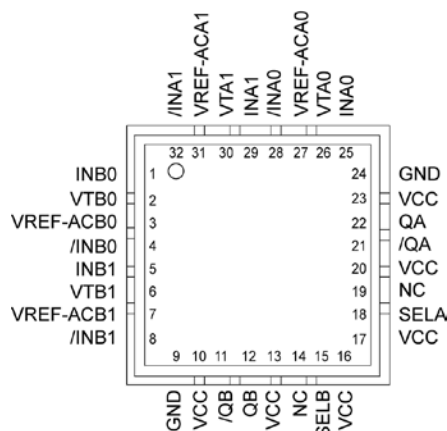 /INA1
VREF-ACA1
VTA1
INA1
/INA0
VREF-ACA0
VTA0
INA0
32 31 30 29 28 27 26 25
INB0 1 24 GND
VTB0 2 23 VCC
VREF-ACB0 3 22 QA
/INB0 4 21 /QA
INB1 5 20 VCC
VTB1 6 19 NC
VREF-ACB1 7 18 SELA
/INB1 8 17 VCC
9 10 11 12 13 14 15 16
GND
VCC
/QB
QB
VCC
NC
SELB
VCC